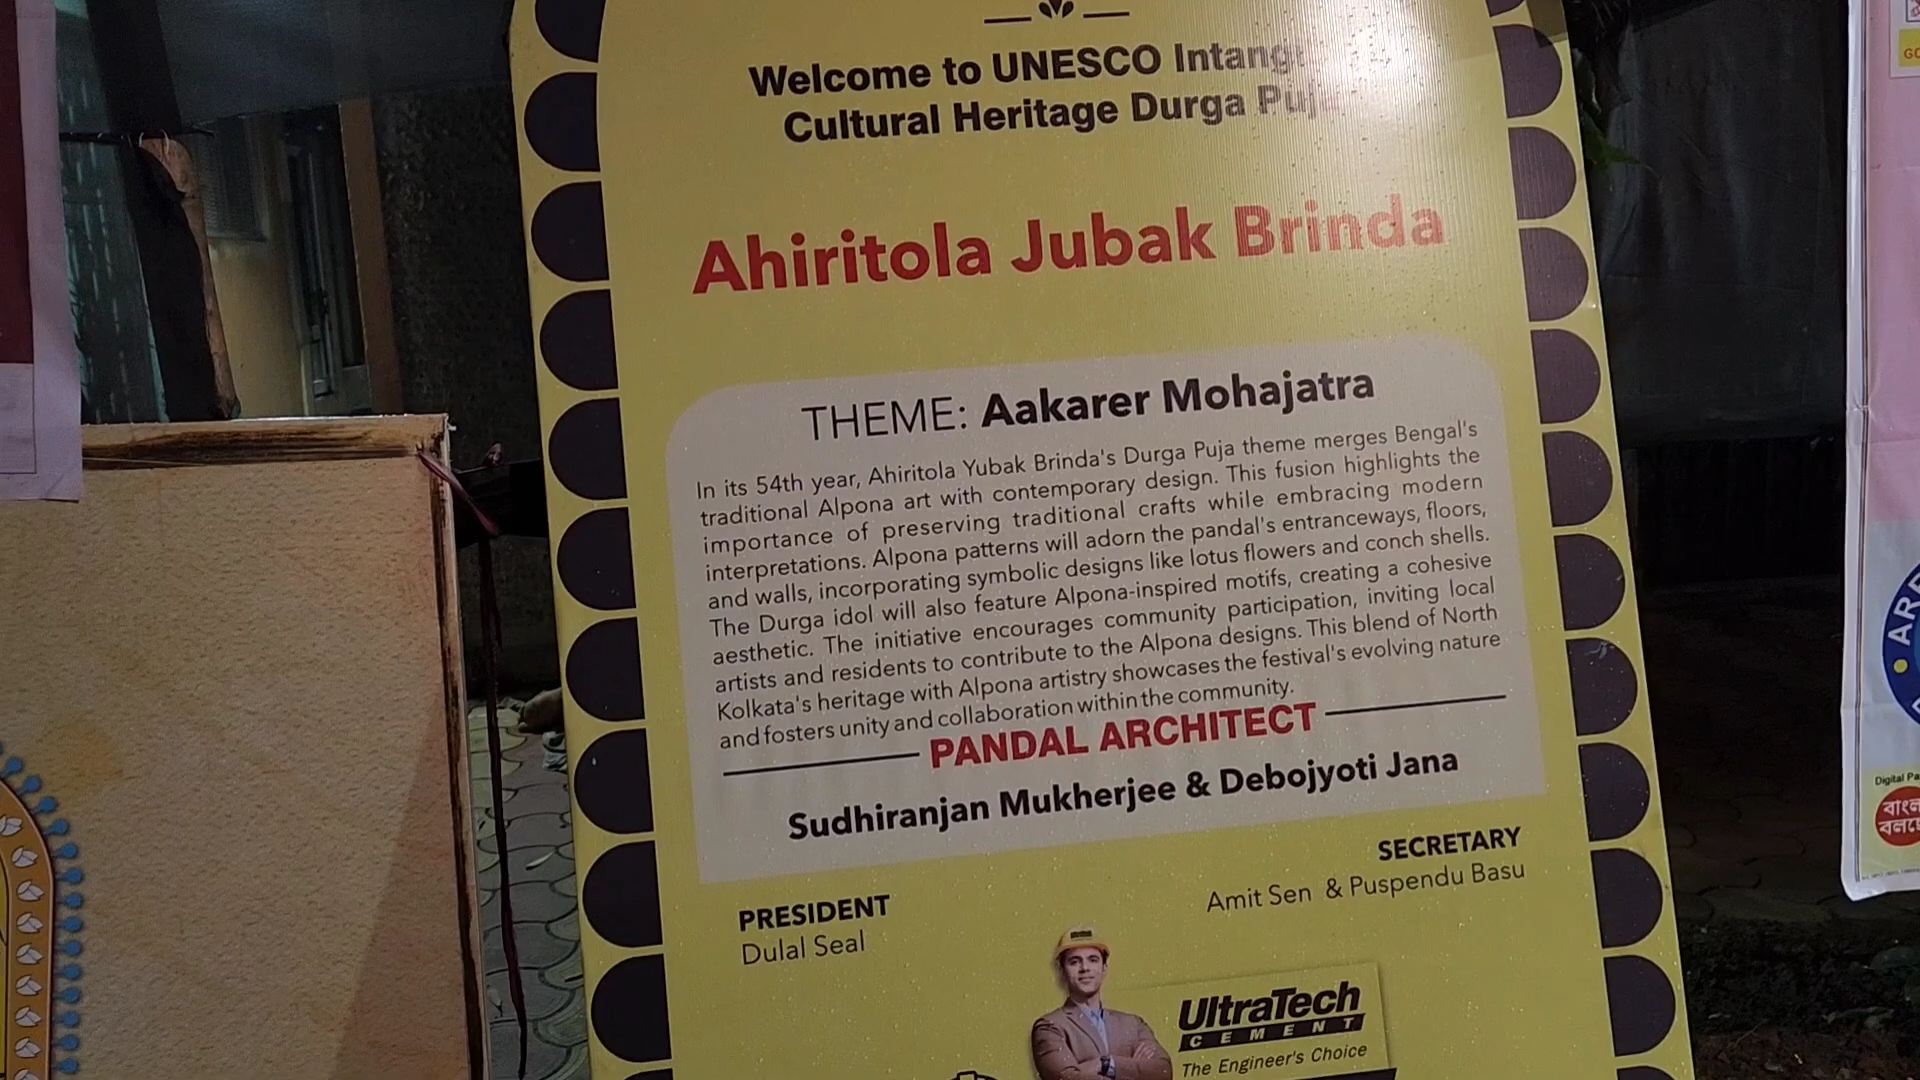 Welcome to UNESCO Intang
Cultural Heritage Durga Puja
Ahiritola Jubak Brinda
THEME: Aakarer Mohajatra
In its 54th year, Ahiritola Yubak Brinda's Durga Puja theme merges Bengal's
traditional Alpona art with contemporary design. This fusion highlights the
importance of preserving traditional crafts while embracing modern
interpretations. Alpona patterns will adorn the pandal's entranceways, floors,
and walls, incorporating symbolic designs like lotus flowers and conch shells.
The Durga idol will also feature Alpona-inspired motifs, creating a cohesive
aesthetic. The initiative encourages community participation, inviting local
artists and residents to contribute to the Alpona designs. This blend of North
Kolkata's heritage with Alpona artistry showcases the festival's evolving nature
and fosters unity and collaboration within the community.
PANDAL ARCHITECT
Sudhiranjan Mukherjee & Debojyoti Jana
PRESIDENT
Dulal Seal
SECRETARY
Amit Sen & Puspendu Basu
UltraTech
CEMENT
The Engineer's Choice
Digital Pa